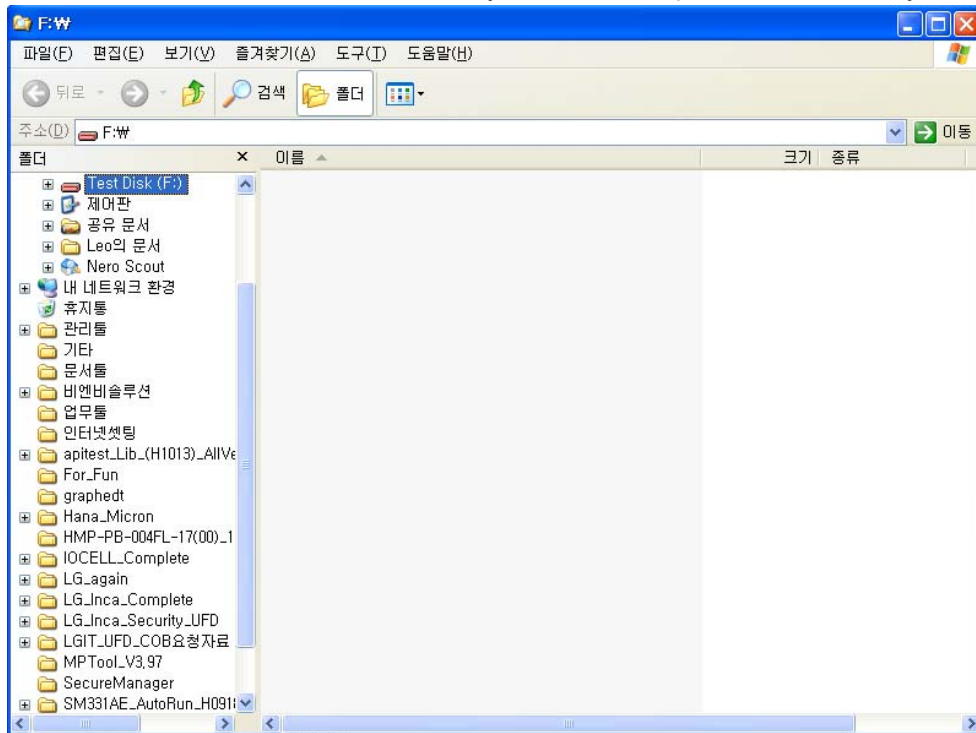 F:₩
파일(F) 편집(E) 보기(V) 즐겨찾기(A) 도구(T) 도움말(H)
뒤로 검색 폴더
주소(D) F:₩ 이동
폴더 이름 크기 종류
Test Disk (F:)
제어판
공유 문서
Leo의 문서
Nero Scout
내 네트워크 환경
휴지통
관리툴
기타
문서툴
비엔비솔루션
업무툴
인터넷셋팅
apitest_Lib_(H1013)_AllVe
For_Fun
graphedt
Hana_Micron
HMP-PB-004FL-17(00)_1
IOCELL_Complete
LG_again
LG_Inca_Complete
LG_Inca_Security_UFD
LGIT_UFD_COB요청자료
MPTool_V3,97
SecureManager
SM331AE_AutoRun_H091